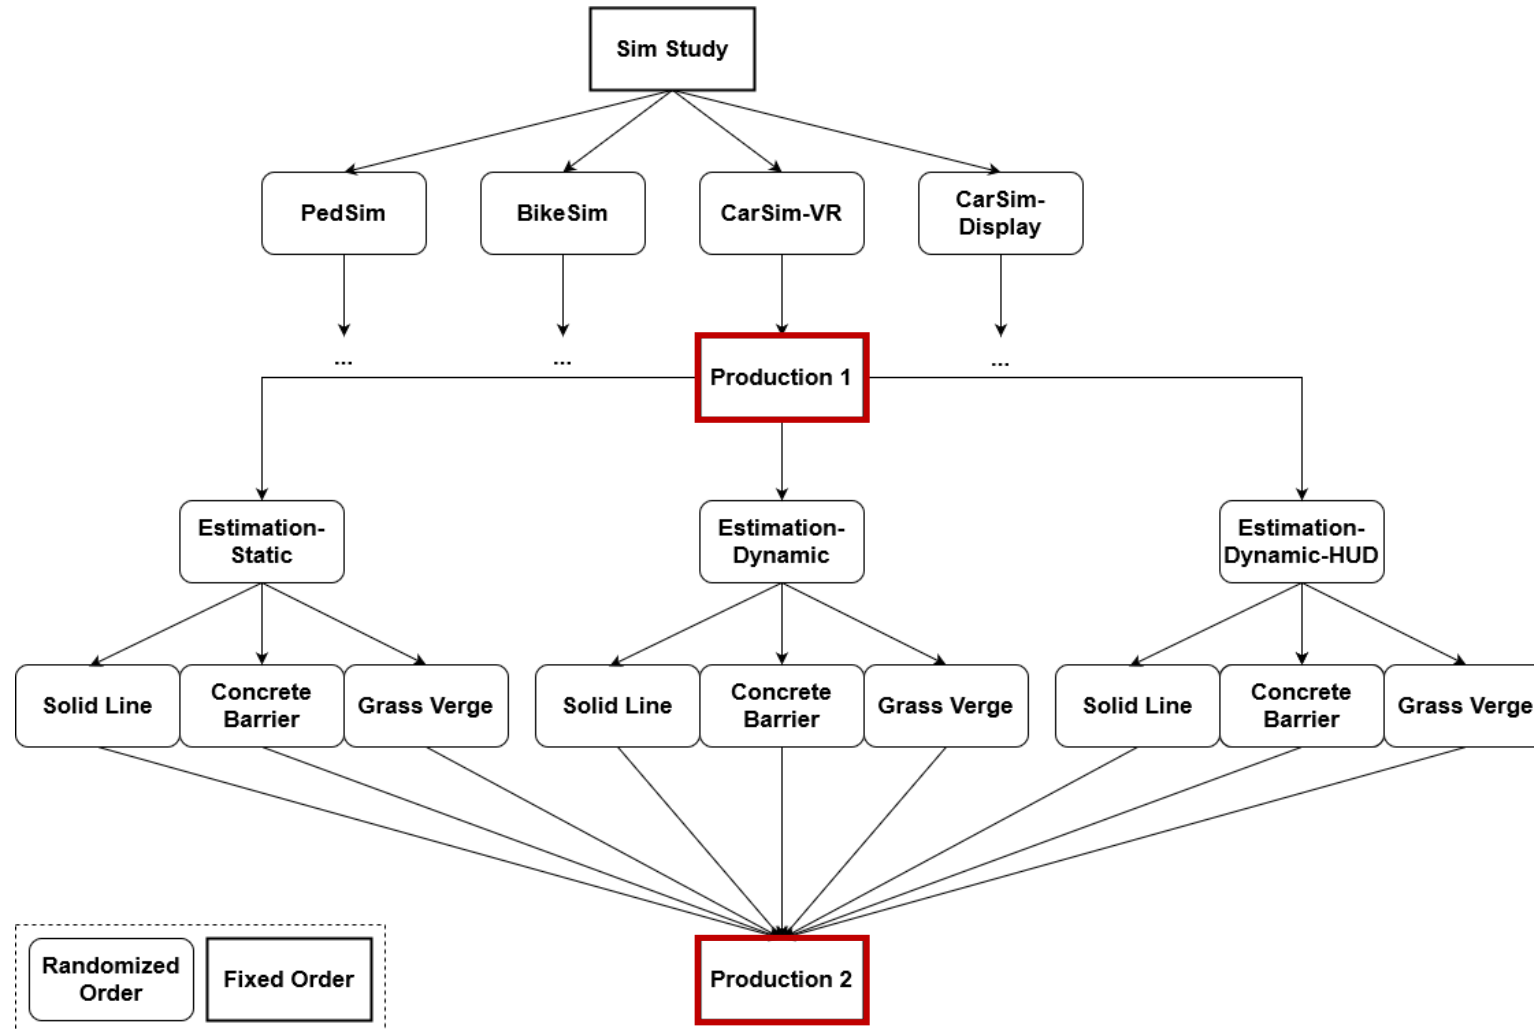 Sim Study
PedSim
BikeSim
CarSim-VR
CarSim-
Display
...
...
...
Production 1
Estimation-
Static
Estimation-
Dynamic
Estimation-
Dynamic-HUD
Solid Line
Concrete
Barrier
Grass Verge
Solid Line
Concrete
Barrier
Grass Verge
Solid Line
Concrete
Barrier
Grass Verge
Randomized
Order
Fixed Order
Production 2